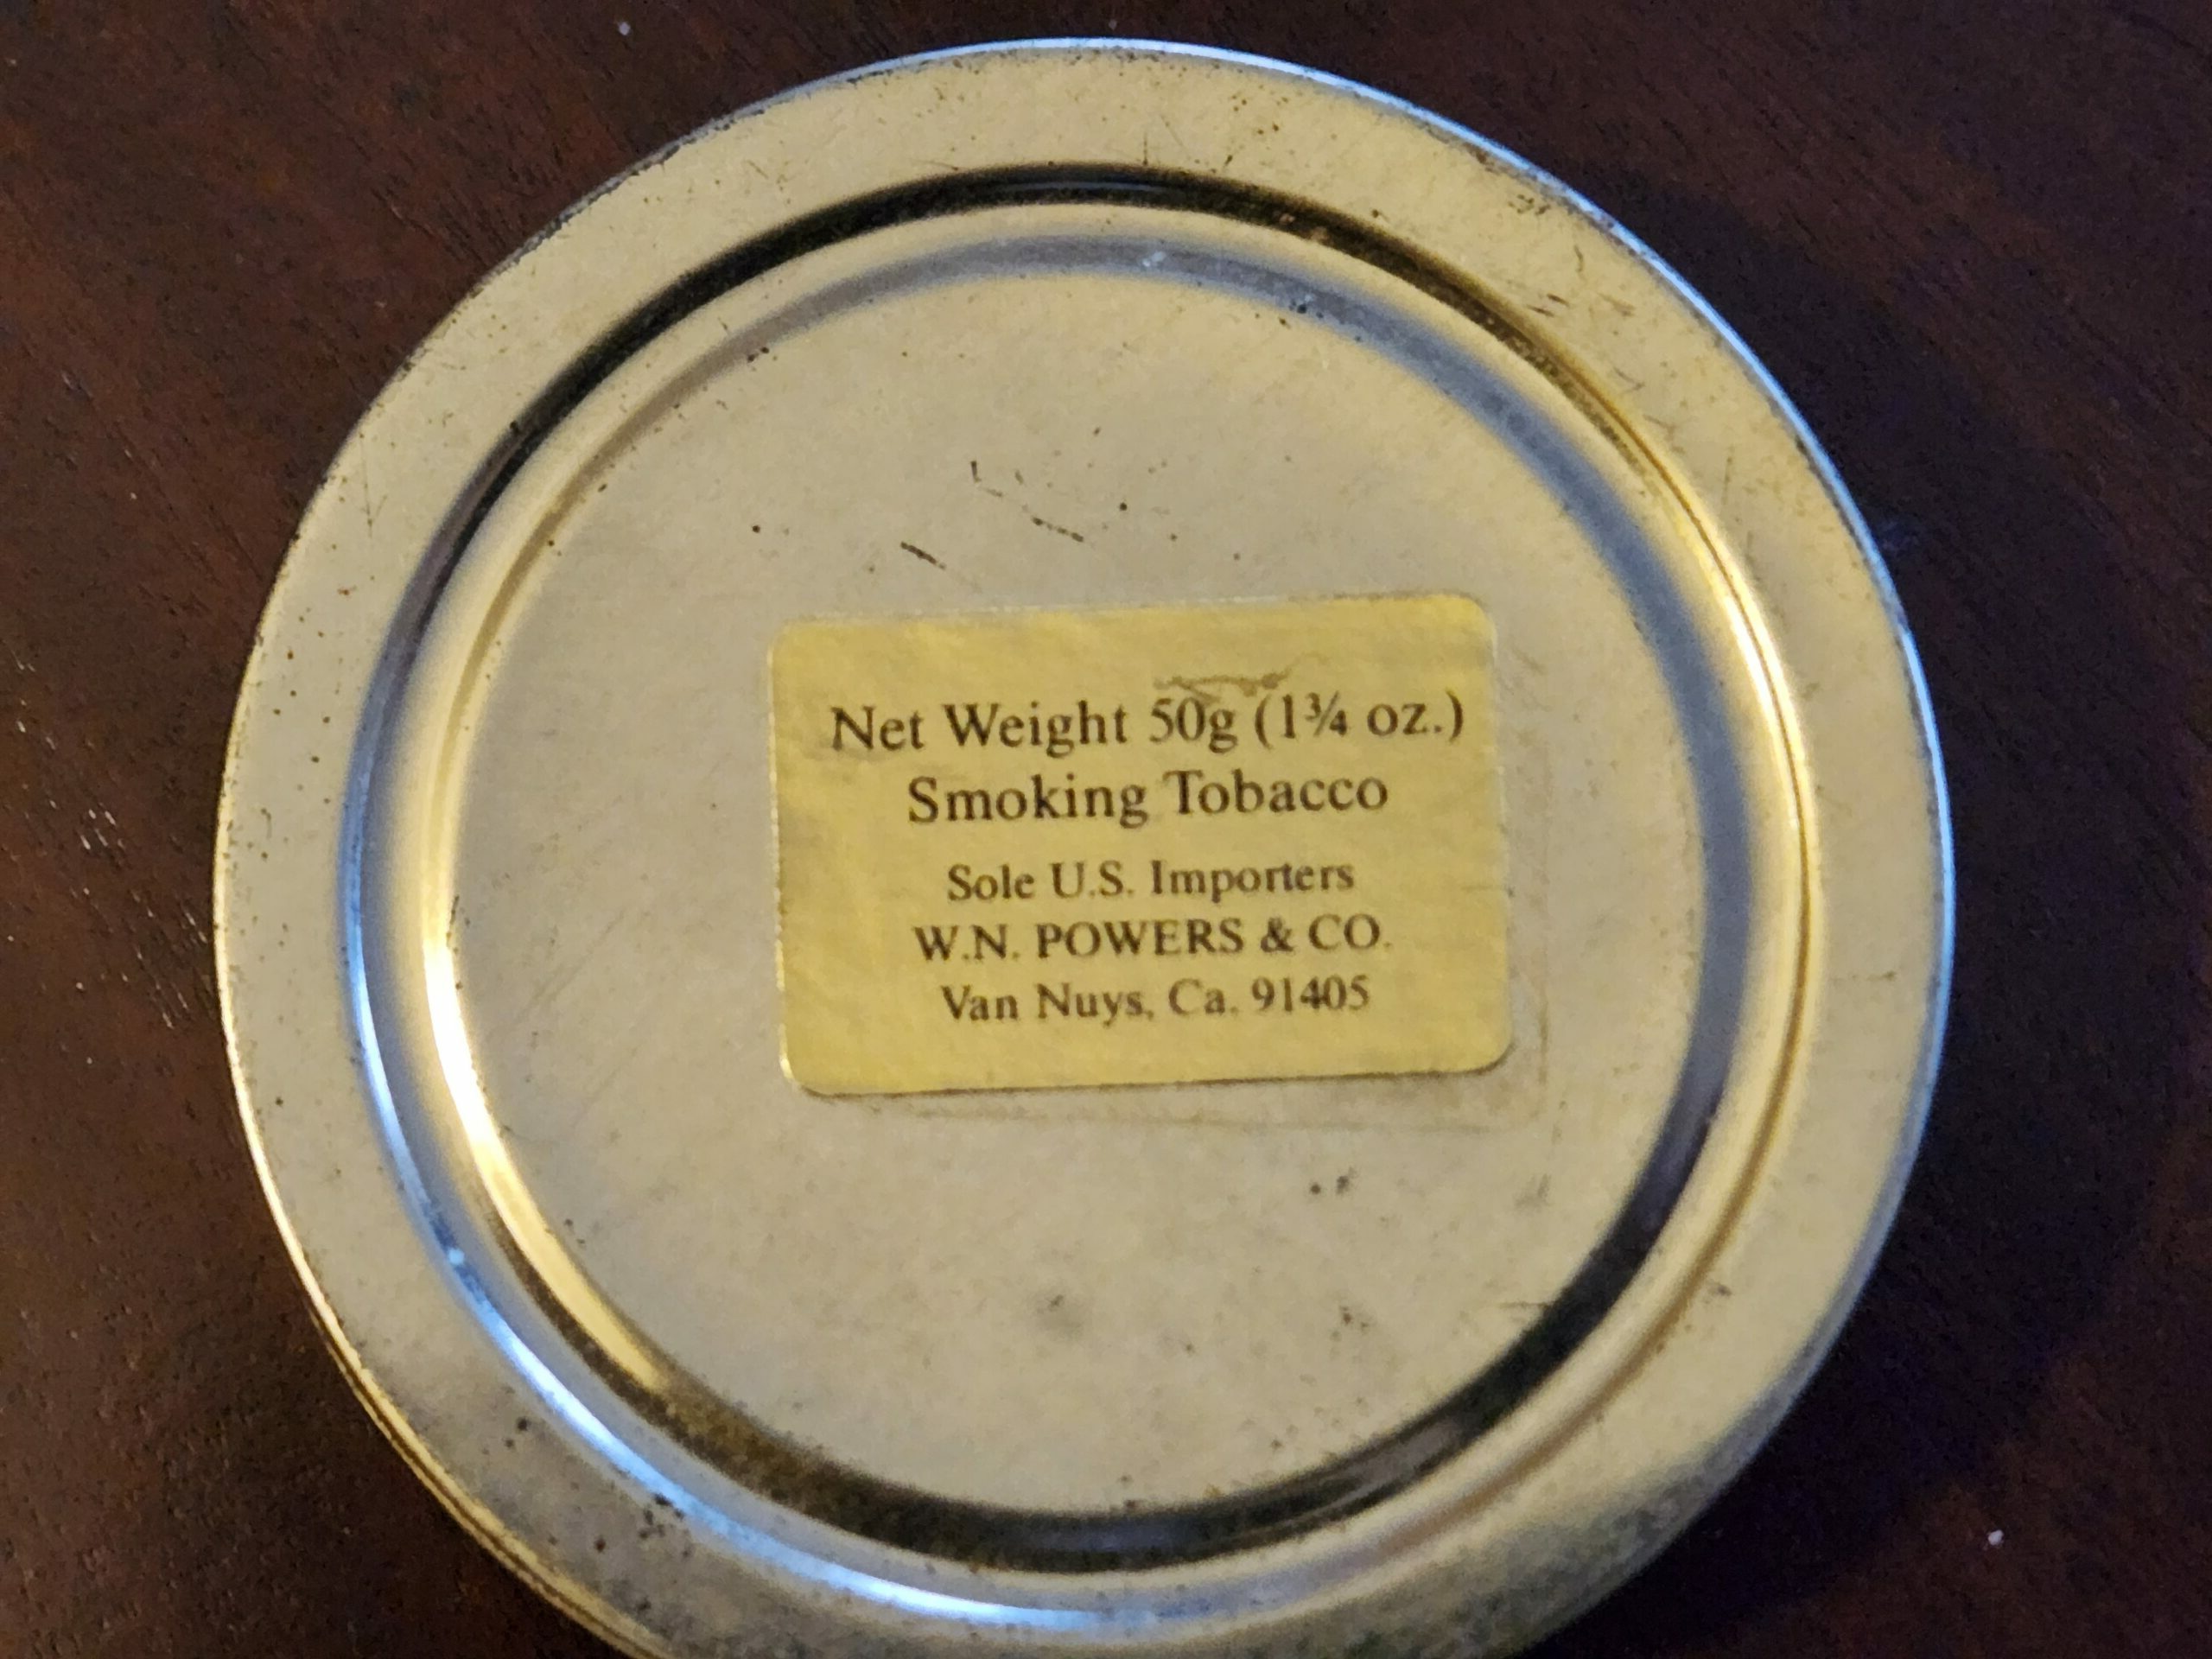 Net Weight 50g (1¾ oz.)
Smoking Tobacco
Sole U.S. Importers
W.N. POWERS & CO.
Van Nuys, Ca. 91405